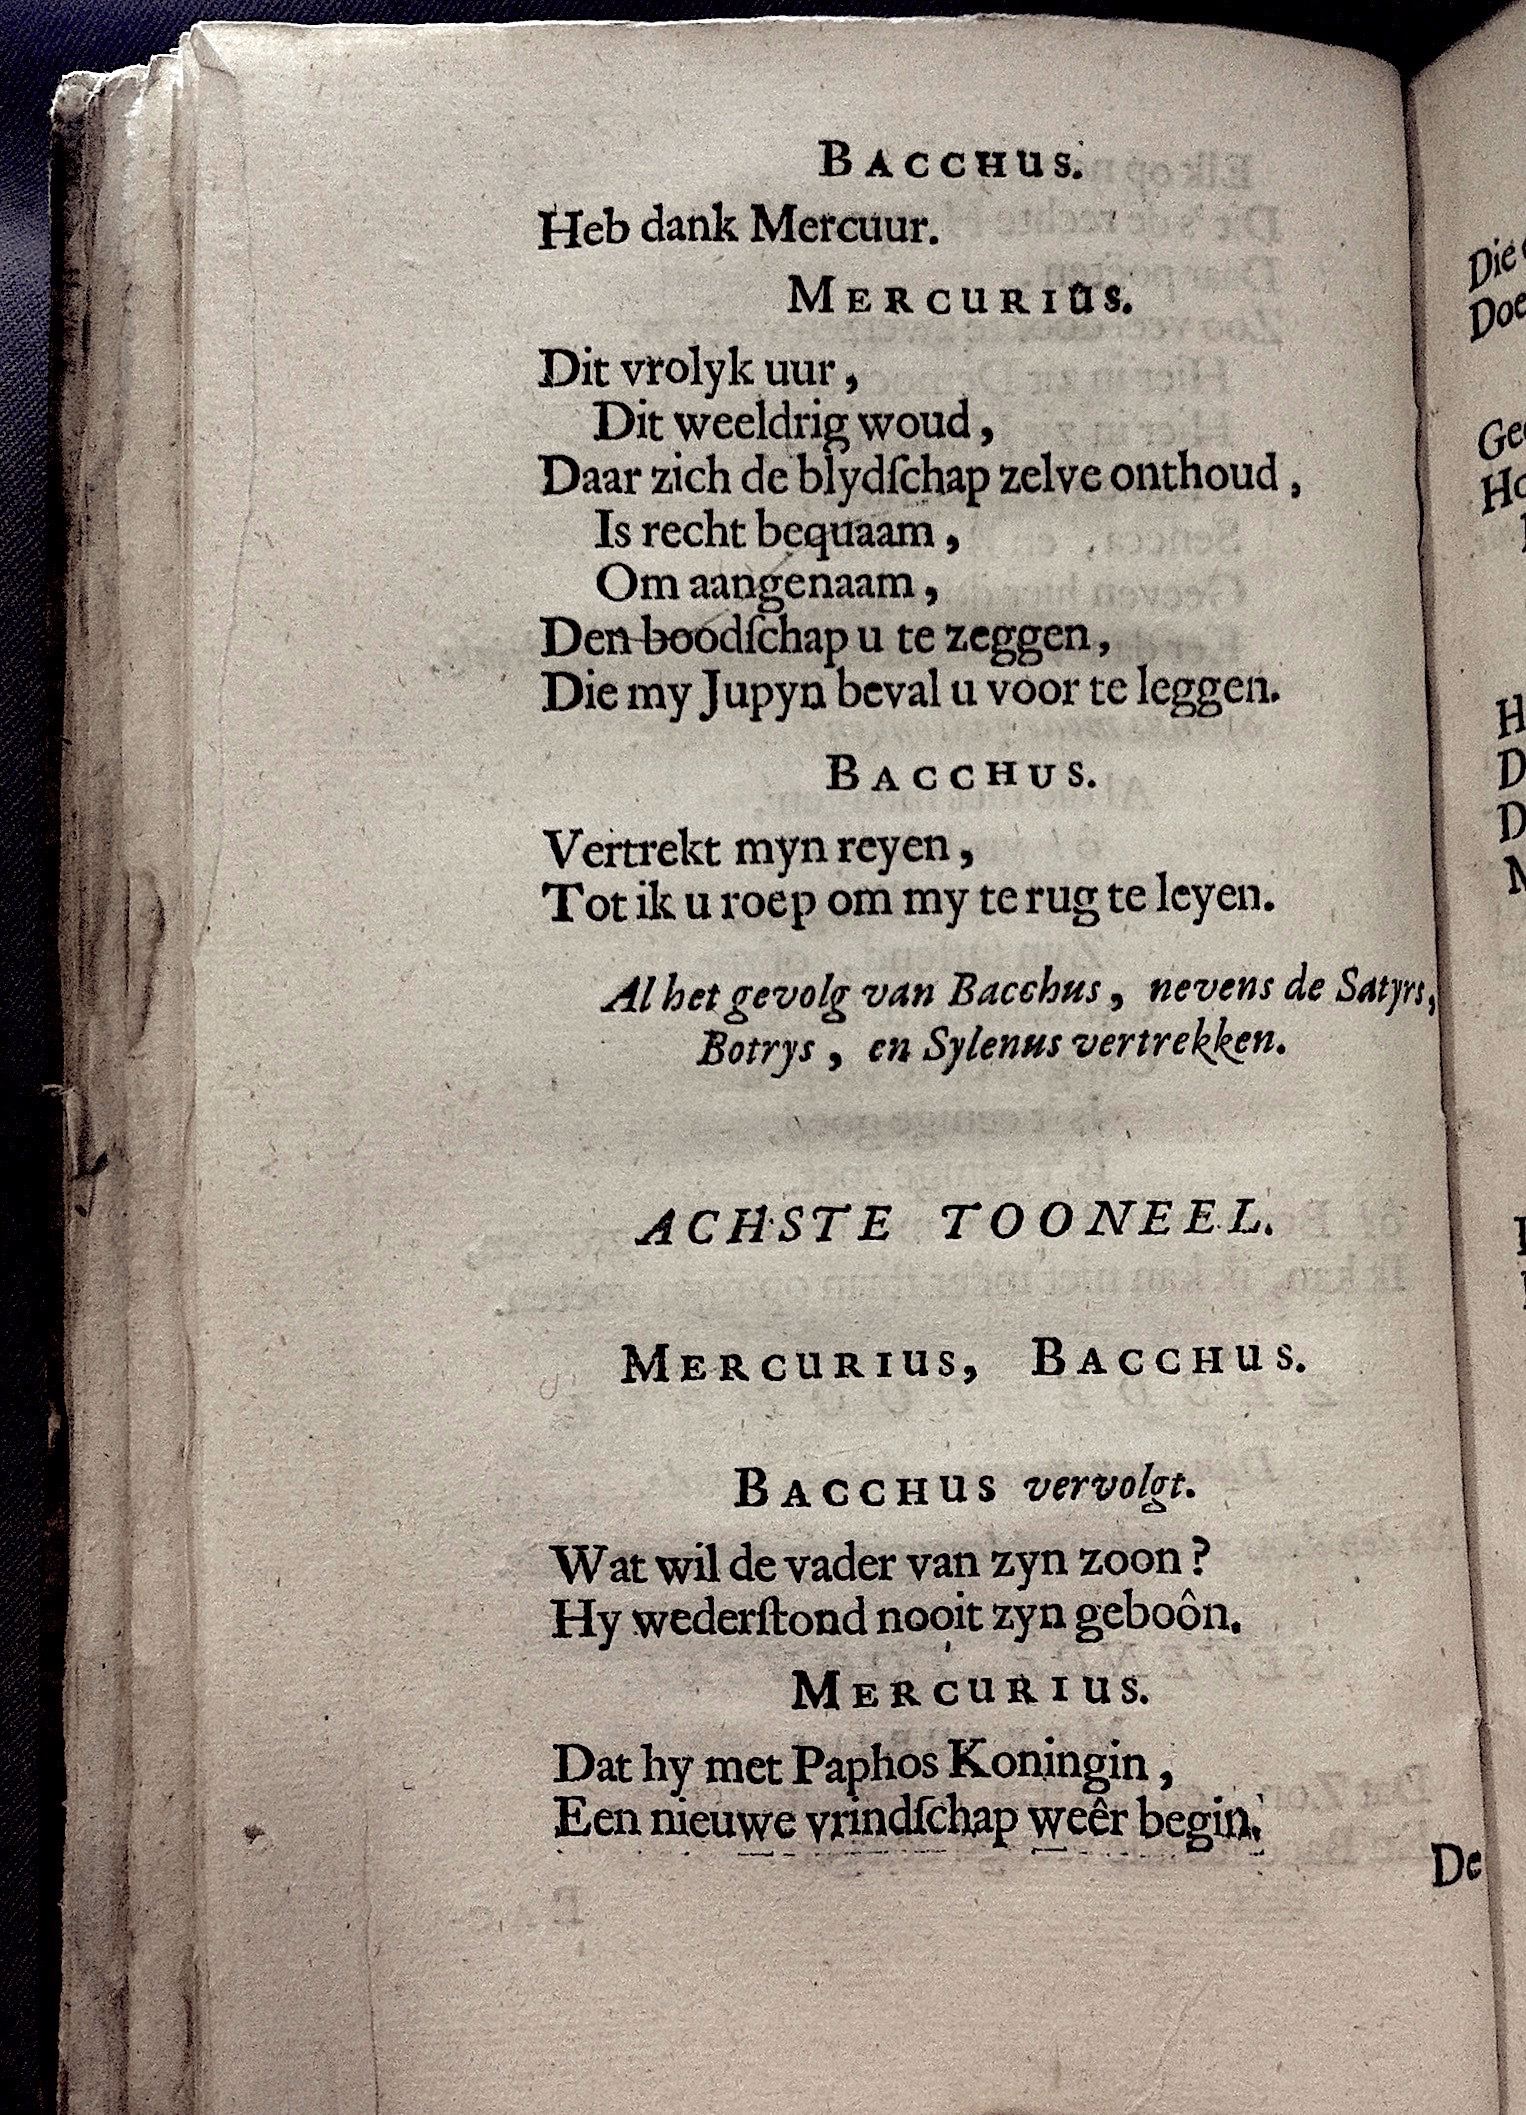 BACCHUS.
Heb dank Mercuur.
MERCURIUS.
Dit vrolyk uur,
Dit weeldrig woud,
Daar zich de blydſchap zelve onthoud,
Is recht bequaam,
Om aangenaam,
Den boodſchap u te zeggen,
Die my Jupyn beval u voor te leggen.
BACCHUS.
Vertrekt myn reyen,
Tot ik u roep om my te rug te leyen.
Al het gevolg van Bacchus, nevens de Satyrs,
Botrys, en Sylenus vertrekken.
ACHSTE TOONEEL.
MERCURIUS, BACCHUS.
BACCHUS vervolgt.
Wat wil de vader van zyn zoon?
Hy wederſtond nooit zyn geboôn.
MERCURIUS.
Dat hy met Paphos Koningin,
Een nieuwe vrindſchap weêr begin.
De